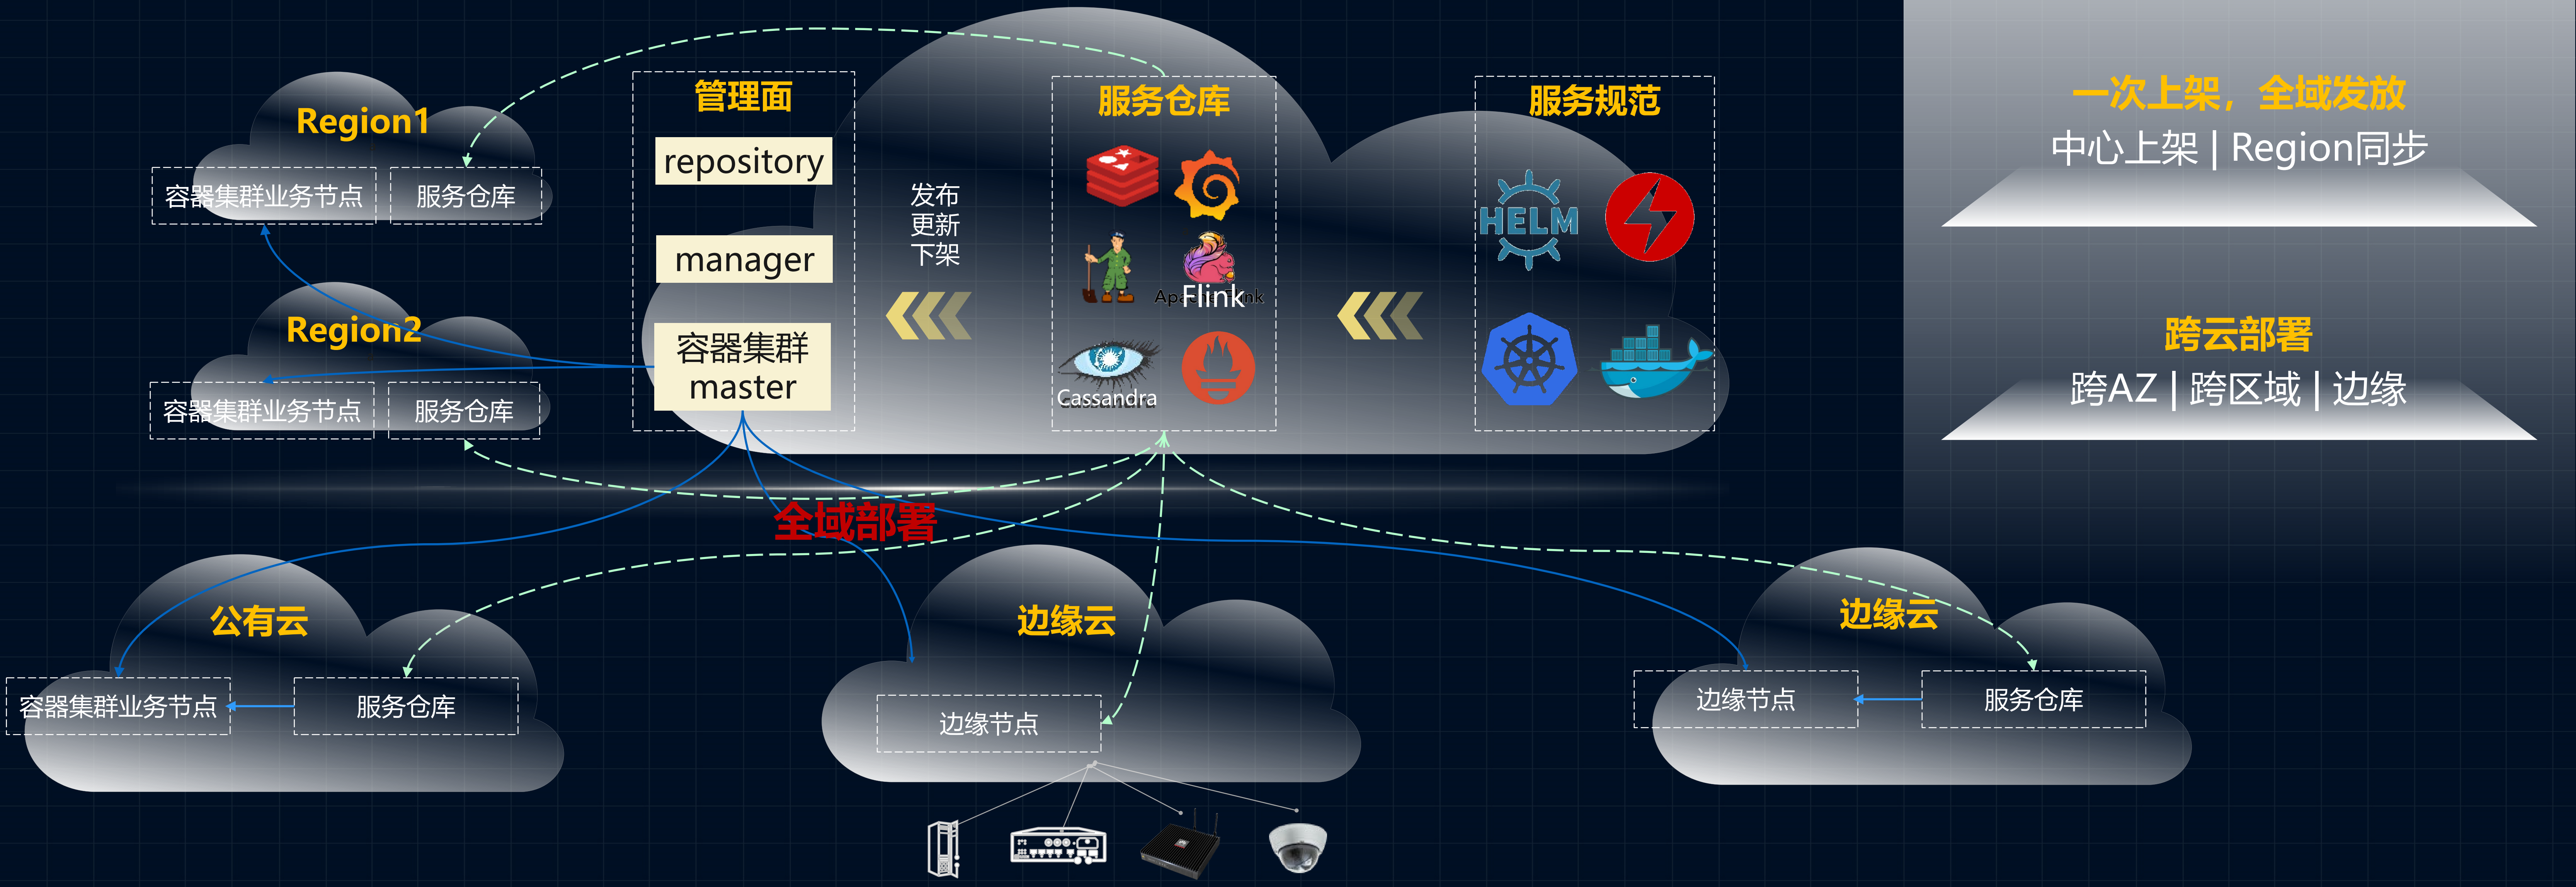 Region1
容器集群业务节点
服务仓库
Region2
容器集群业务节点
服务仓库
管理面
repository
manager
容器集群
master
发布
更新
下架
服务仓库
Apache Flink
Flink
Cassandra
服务规范
HELM
一次上架，全域发放
中心上架 | Region同步
跨云部署
跨AZ | 跨区域 | 边缘
全域部署
公有云
容器集群业务节点
服务仓库
边缘云
边缘节点
边缘云
边缘节点
服务仓库